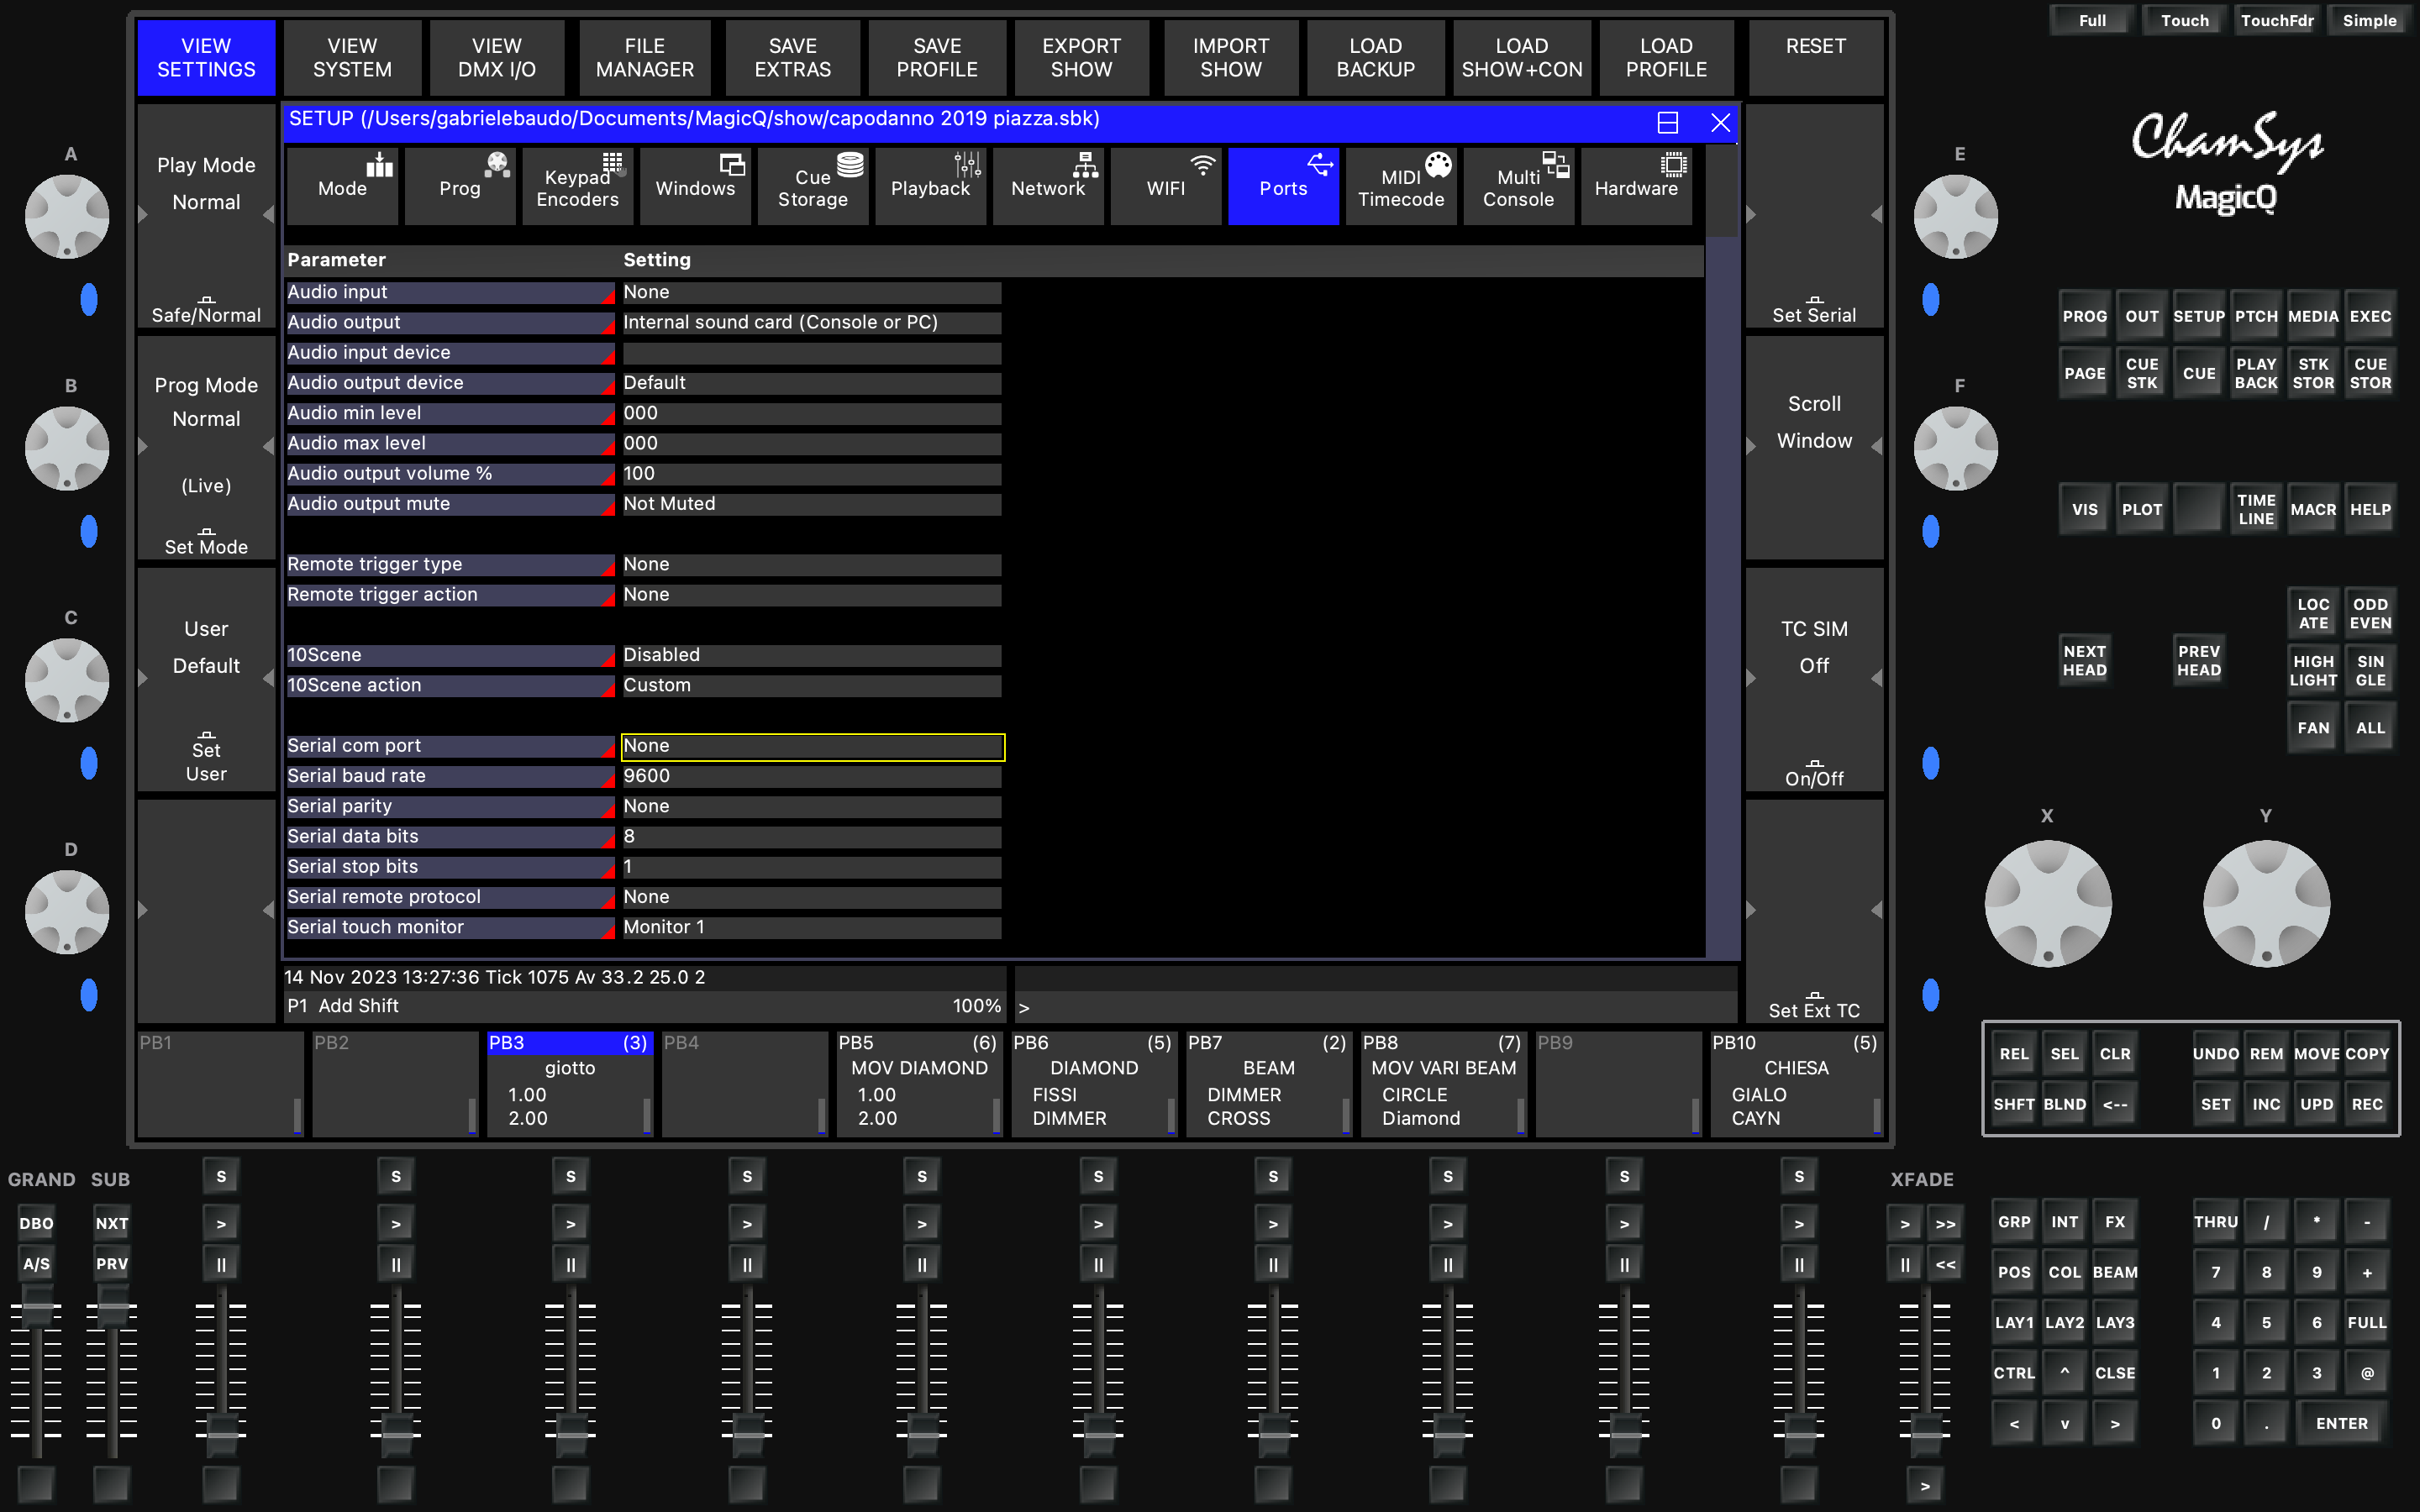 Full Touch TouchFdr Simple
VIEW SETTINGS
VIEW SYSTEM
VIEW DMX I/O
FILE MANAGER
SAVE EXTRAS
SAVE PROFILE
EXPORT SHOW
IMPORT SHOW
LOAD BACKUP
LOAD SHOW+CON
LOAD PROFILE
RESET
SETUP (/Users/gabrielebaudo/Documents/MagicQ/show/capodanno 2019 piazza.sbk)
Mode
Prog
Keypad Encoders
Windows
Cue Storage
Playback
Network
WIFI
Ports
MIDI Timecode
Multi Console
Hardware
A
Play Mode
Normal
Safe/Normal
B
Prog Mode
Normal
(Live)
Set Mode
C
User
Default
Set
User
D
Parameter Setting
Audio input None
Audio output Internal sound card (Console or PC)
Audio input device
Audio output device Default
Audio min level 000
Audio max level 000
Audio output volume % 100
Audio output mute Not Muted
Remote trigger type None
Remote trigger action None
10Scene Disabled
10Scene action Custom
Serial com port None
Serial baud rate 9600
Serial parity None
Serial data bits 8
Serial stop bits 1
Serial remote protocol None
Serial touch monitor Monitor 1
14 Nov 2023 13:27:36 Tick 1075 Av 33.2 25.0 2
P1 Add Shift 100% >
E
Set Serial
F
Scroll
Window
TC SIM
Off
On/Off
Set Ext TC
ChamSys
MagicQ
PROG OUT SETUP PTCH MEDIA EXEC
PAGE CUE STK CUE PLAY BACK STK STOR CUE STOR
VIS PLOT TIME LINE MACR HELP
LOC ATE ODD EVEN
NEXT HEAD PREV HEAD HIGH LIGHT SIN GLE
FAN ALL
X Y
PB1
PB2
PB3 (3)
giotto
1.00
2.00
PB4
PB5 (6)
MOV DIAMOND
1.00
2.00
PB6 (5)
DIAMOND
FISSI
DIMMER
PB7 (2)
BEAM
DIMMER
CROSS
PB8 (7)
MOV VARI BEAM
CIRCLE
Diamond
PB9
PB10 (5)
CHIESA
GIALO
CAYN
REL SEL CLR UNDO REM MOVE COPY
SHFT BLND <-- SET INC UPD REC
GRAND SUB S S S S S S S S S S XFADE
DBO NXT > > > > > > > > > > > >>
A/S PRV || || || || || || || || || || || <<
>
GRP INT FX THRU / * -
POS COL BEAM 7 8 9 +
LAY1 LAY2 LAY3 4 5 6 FULL
CTRL ^ CLSE 1 2 3 @
< v > 0 . ENTER